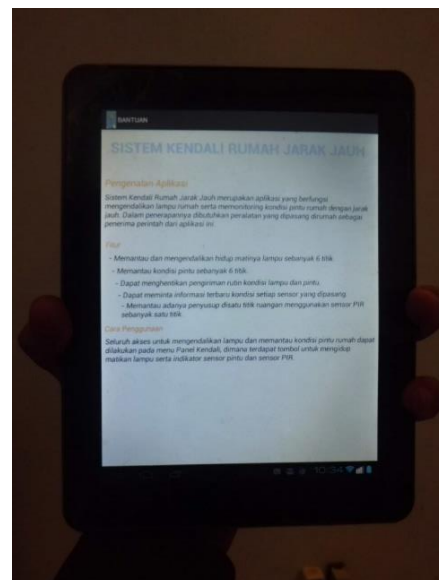 BANTUAN
SISTEM KENDALI RUMAH JARAK JAUH
Pengenalan Aplikasi
Sistem Kendali Rumah Jarak Jauh merupakan aplikasi yang berfungsi
mengendalikan lampu rumah serta memonitoring kondisi pintu rumah dengan jarak
jauh. Dalam penerapannya dibutuhkan peralatan yang dipasang dirumah sebagai
penerima perintah dari aplikasi ini.
Fitur
- Memantau dan mengendalikan hidup matinya lampu sebanyak 6 titik.
- Memantau kondisi pintu sebanyak 6 titik.
- Dapat menghentikan pengiriman rutin kondisi lampu dan pintu.
- Dapat meminta informasi terbaru kondisi setiap sensor yang dipasang.
- Memantau adanya penyusup disatu titik ruangan menggunakan sensor PIR
sebanyak satu titik.
Cara Penggunaan
Seluruh akses untuk mengendalikan lampu dan memantau kondisi pintu rumah dapat
dilakukan pada menu Panel Kendali, dimana terdapat tombol untuk mengidup
matikan lampu serta indikator sensor pintu dan sensor PIR.
10:34